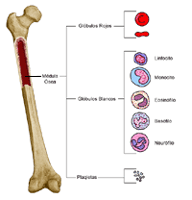 Glóbulos Rojos
Linfocito
Monocito
Médula
Ósea
Glóbulos Blancos
Eosinófilo
Basófilo
Neutrófilo
Plaquetas